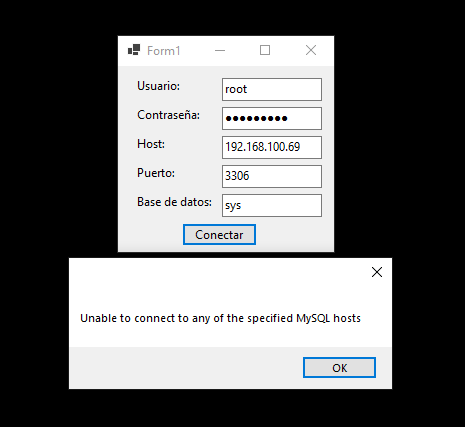 Form1
Usuario:
root
Contraseña:
●●●●●●●●●
Host:
192.168.100.69
Puerto:
3306
Base de datos:
sys
Conectar
Unable to connect to any of the specified MySQL hosts
OK